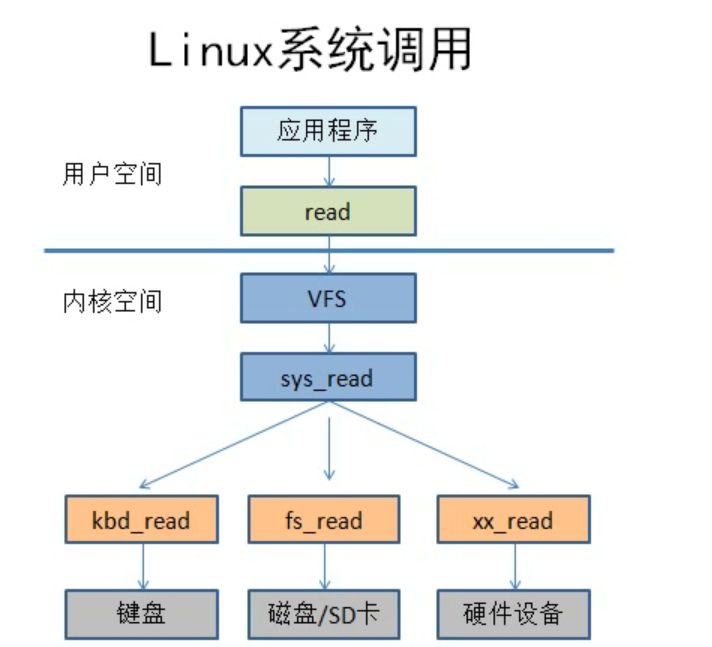 Linux系统调用
应用程序
用户空间
read
内核空间
VFS
sys_read
kbd_read
fs_read
xx_read
键盘
磁盘/SD卡
硬件设备